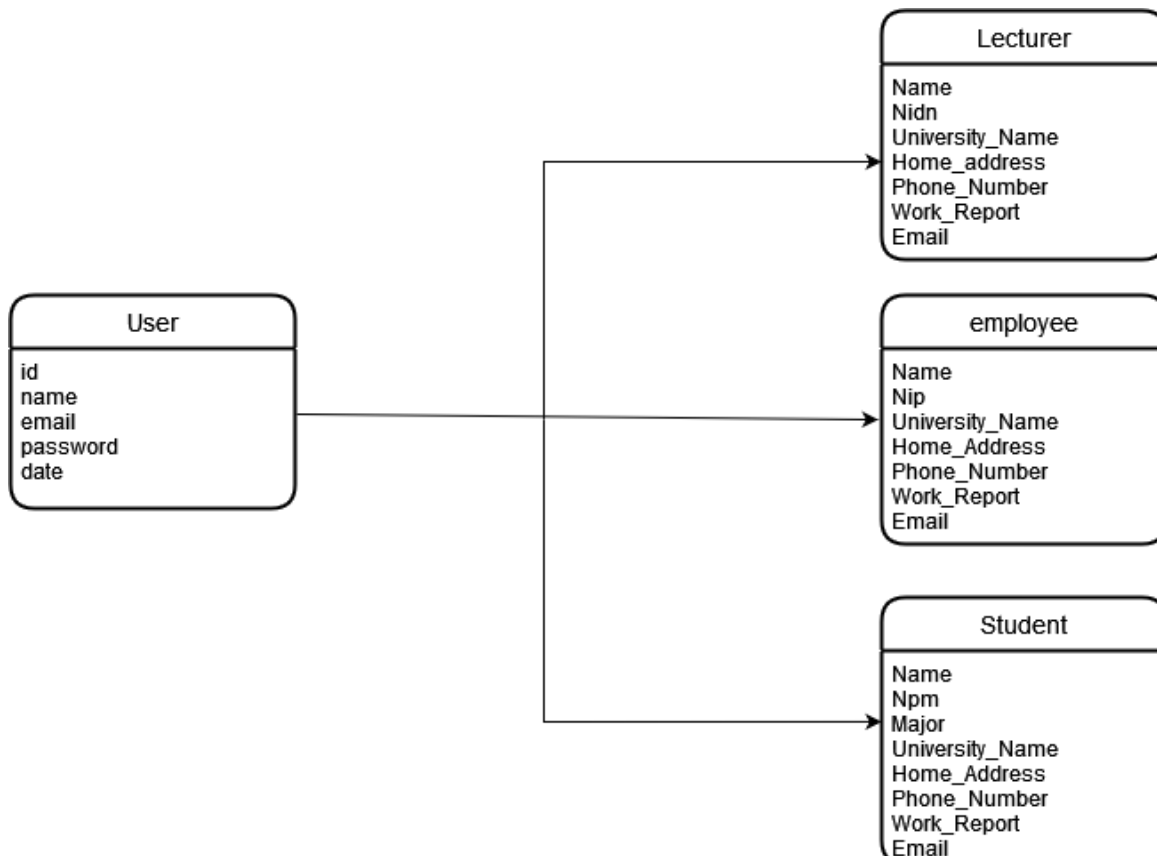 Lecturer
Name
Nidn
University_Name
Home_address
Phone_Number
Work_Report
Email
User
id
name
email
password
date
employee
Name
Nip
University_Name
Home_Address
Phone_Number
Work_Report
Email
Student
Name
Npm
Major
University_Name
Home_Address
Phone_Number
Work_Report
Email